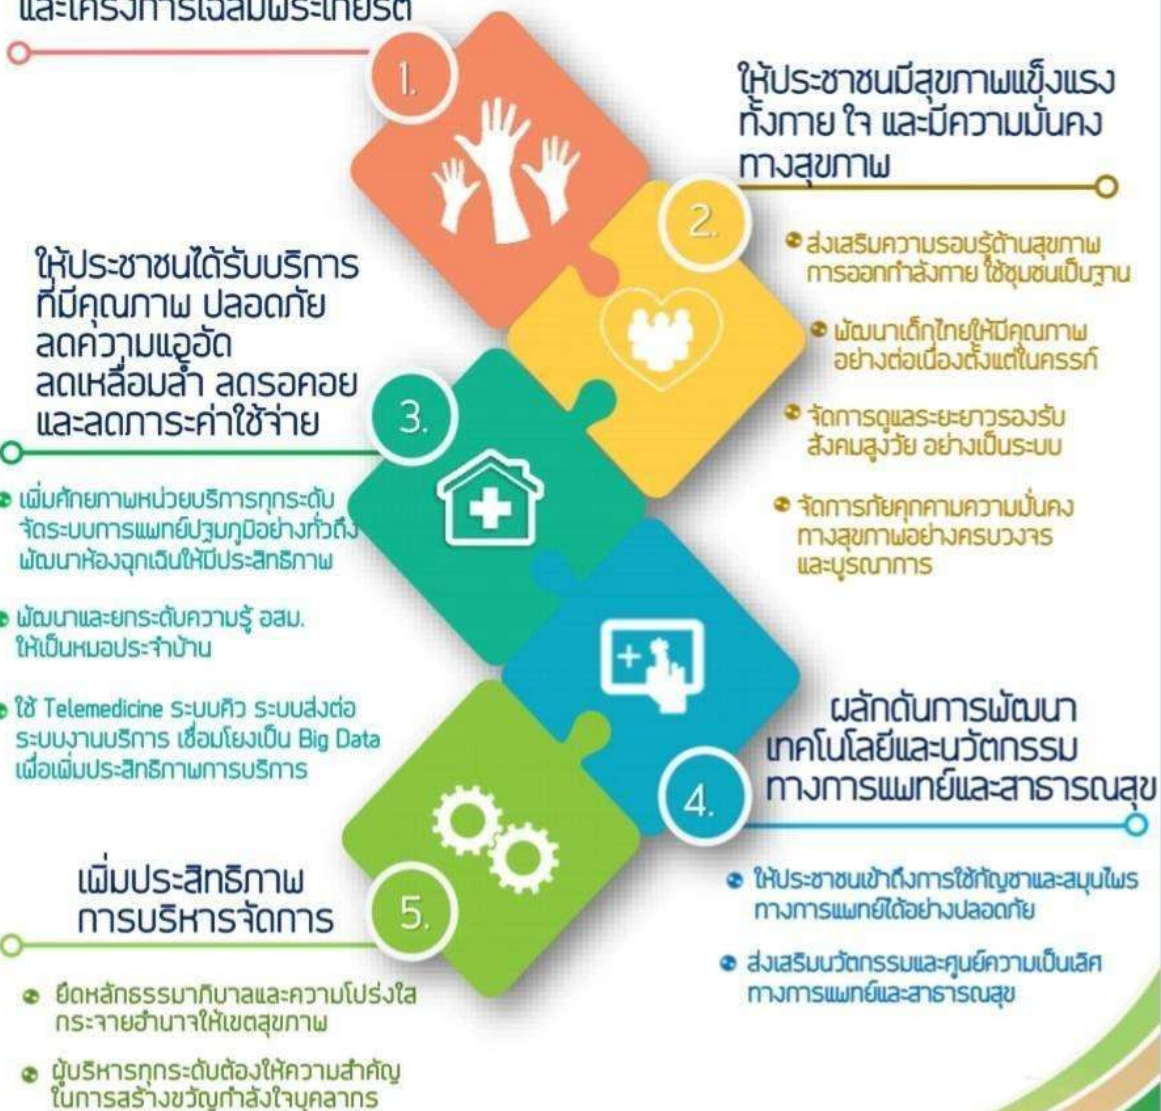 และโครงการเฉลิมพระเกียรติ
1.
ให้ประชาชนมีสุขภาพแข็งแรง
ทั้งกาย ใจ และมีความมั่นคง
ทางสุขภาพ
2.
ส่งเสริมความรอบรู้ด้านสุขภาพ
การออกกำลังกาย ใช้ชุมชนเป็นฐาน
พัฒนาเด็กไทยให้มีคุณภาพ
อย่างต่อเนื่องตั้งแต่ในครรภ์
จัดการดูแลระยะยาวรองรับ
สังคมสูงวัย อย่างเป็นระบบ
จัดการภัยคุกคามความมั่นคง
ทางสุขภาพอย่างครบวงจร
และบูรณาการ
ให้ประชาชนได้รับบริการ
ที่มีคุณภาพ ปลอดภัย
ลดความแออัด
ลดเหลื่อมล้ำ ลดรอคอย
และลดภาระค่าใช้จ่าย
3.
เพิ่มศักยภาพหน่วยบริการทุกระดับ
จัดระบบการแพทย์ปฐมภูมิอย่างทั่วถึง
พัฒนาห้องฉุกเฉินให้มีประสิทธิภาพ
พัฒนาและยกระดับความรู้ อสม.
ให้เป็นหมอประจำบ้าน
ใช้ Telemedicine ระบบคิว ระบบส่งต่อ
ระบบงานบริการ เชื่อมโยงเป็น Big Data
เพื่อเพิ่มประสิทธิภาพการบริการ
ผลักดันการพัฒนา
เทคโนโลยีและนวัตกรรม
ทางการแพทย์และสาธารณสุข
4.
ให้ประชาชนเข้าถึงการใช้กัญชาและสมุนไพร
ทางการแพทย์ได้อย่างปลอดภัย
ส่งเสริมนวัตกรรมและศูนย์ความเป็นเลิศ
ทางการแพทย์และสาธารณสุข
เพิ่มประสิทธิภาพ
การบริหารจัดการ
5.
ยึดหลักธรรมาภิบาลและความโปร่งใส
กระจายอำนาจให้เขตสุขภาพ
ผู้บริหารทุกระดับต้องให้ความสำคัญ
ในการสร้างขวัญกำลังใจบุคลากร